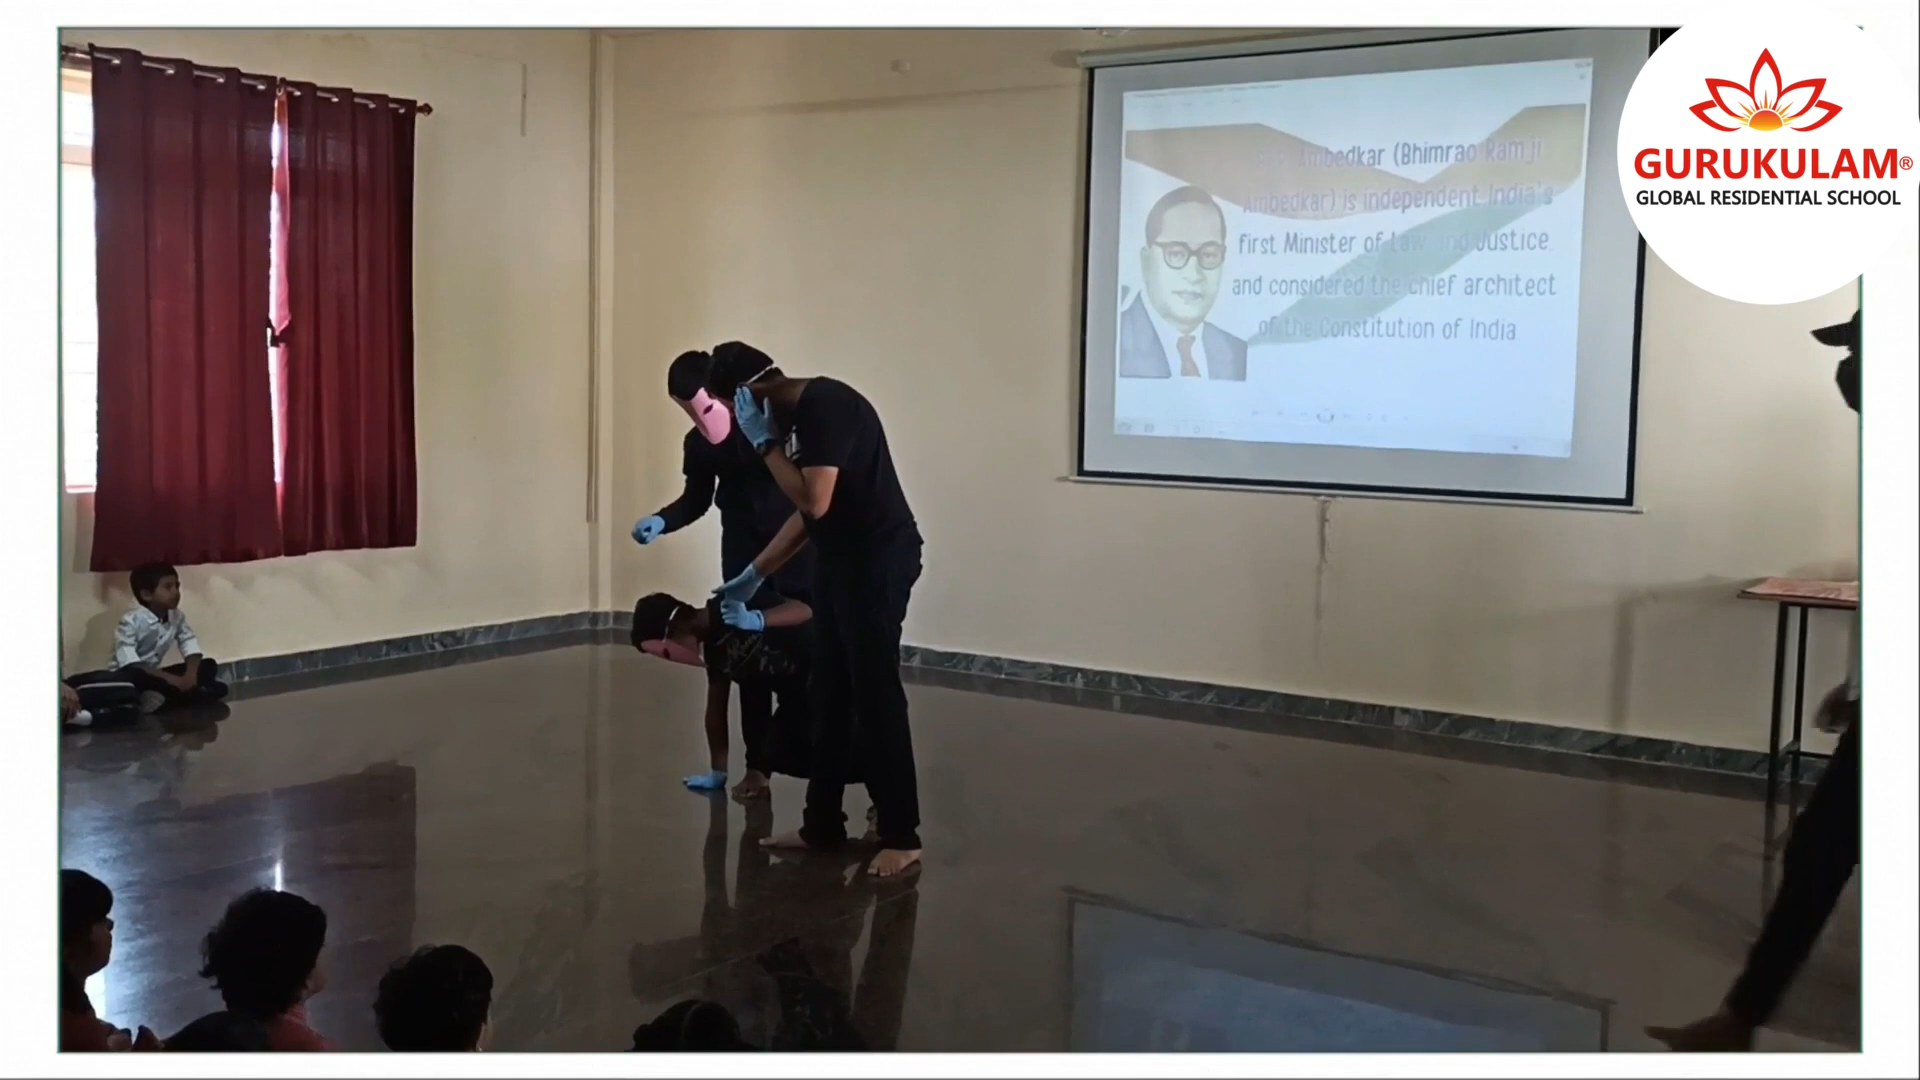 Ambedkar (Bhimrao Ramji
Ambedkar) is independent India's
first Minister of Law and Justice
and considered the chief architect
of the Constitution of India
GURUKULAM®
GLOBAL RESIDENTIAL SCHOOL